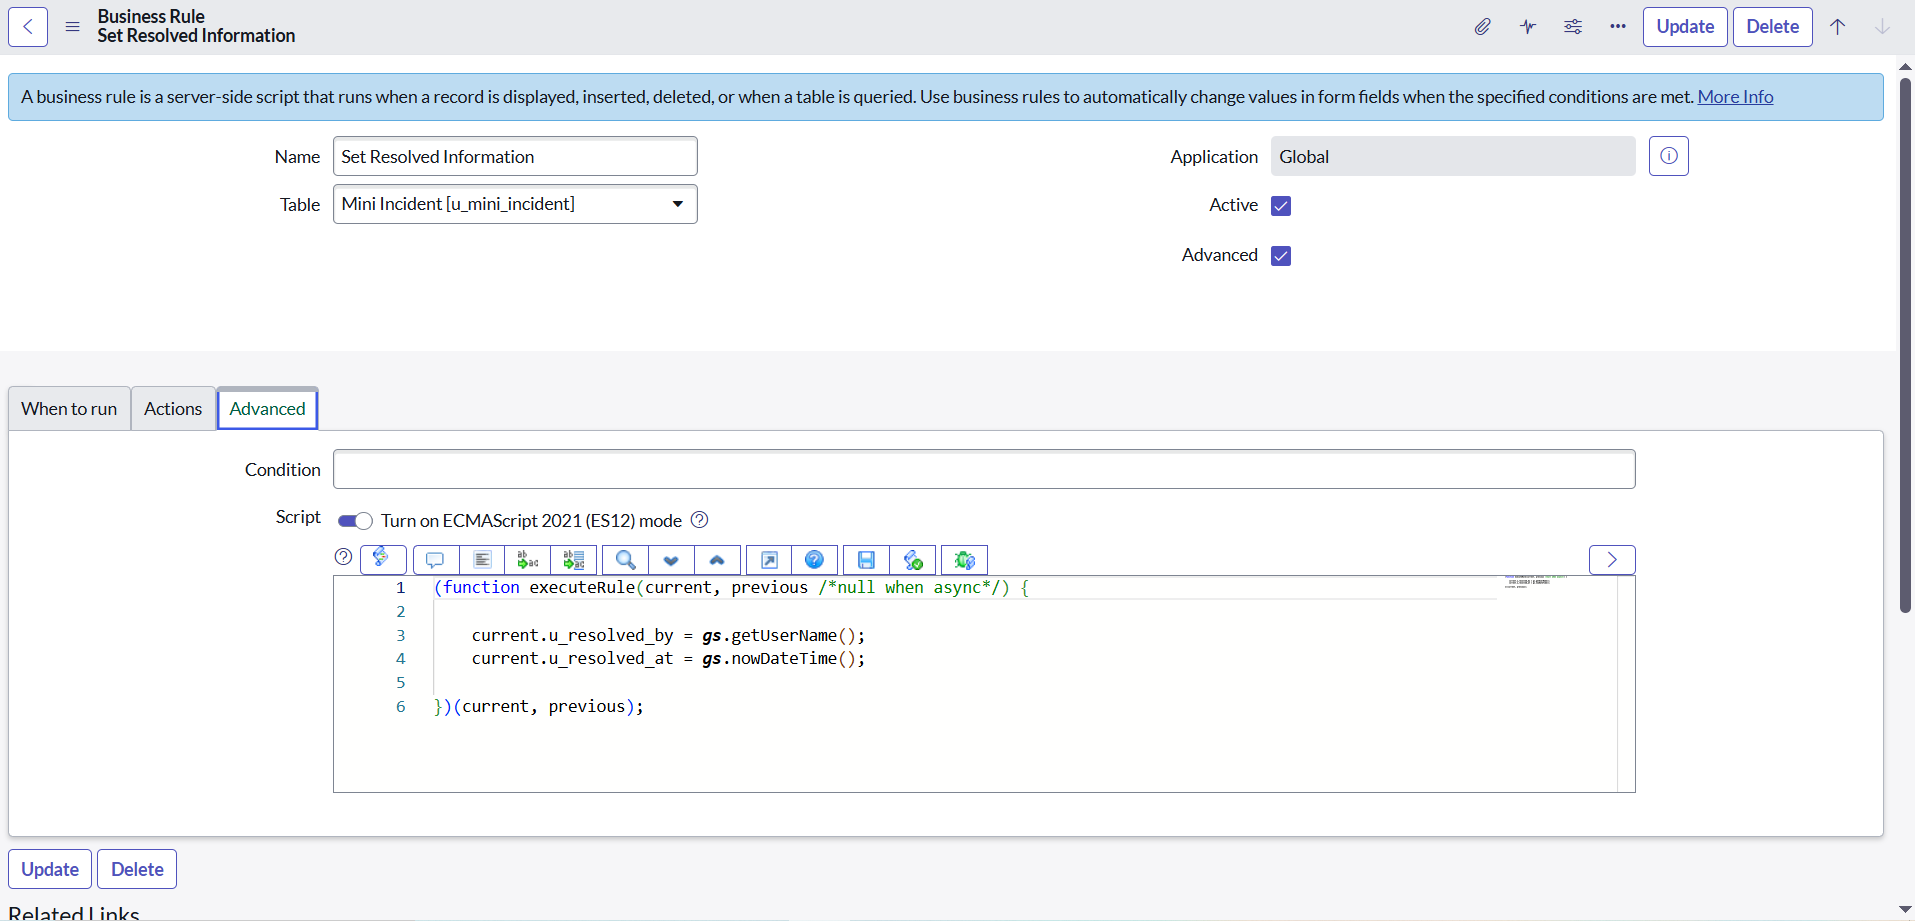 Business Rule
Set Resolved Information
Update
Delete
A business rule is a server-side script that runs when a record is displayed, inserted, deleted, or when a table is queried. Use business rules to automatically change values in form fields when the specified conditions are met. More Info
Name
Set Resolved Information
Application
Global
Table
Mini Incident [u_mini_incident]
Active
Advanced
When to run
Actions
Advanced
Condition
Script
Turn on ECMAScript 2021 (ES12) mode
1 (function executeRule(current, previous /*null when async*/) {
2
3 current.u_resolved_by = gs.getUserName();
4 current.u_resolved_at = gs.nowDateTime();
5
6 })(current, previous);
Update
Delete
Related Links